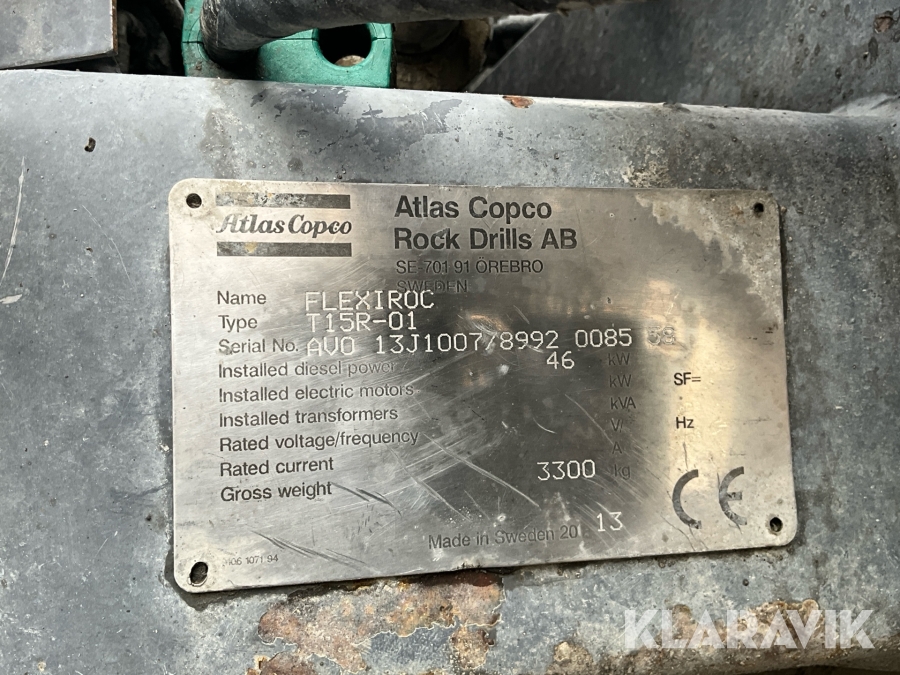 Atlas Copco
Atlas Copco
Rock Drills AB
SE-701 91 ÖREBRO
SWEDEN
Name FLEXIROC
Type T15R-01
Serial No. AVO 13J1007/8992 0085
Installed diesel power 46 kW
Installed electric motors kW SF=
Installed transformers kVA
Rated voltage/frequency V/ Hz
Rated current A
Gross weight 3300 kg
Made in Sweden 20 13
KLARAVIK